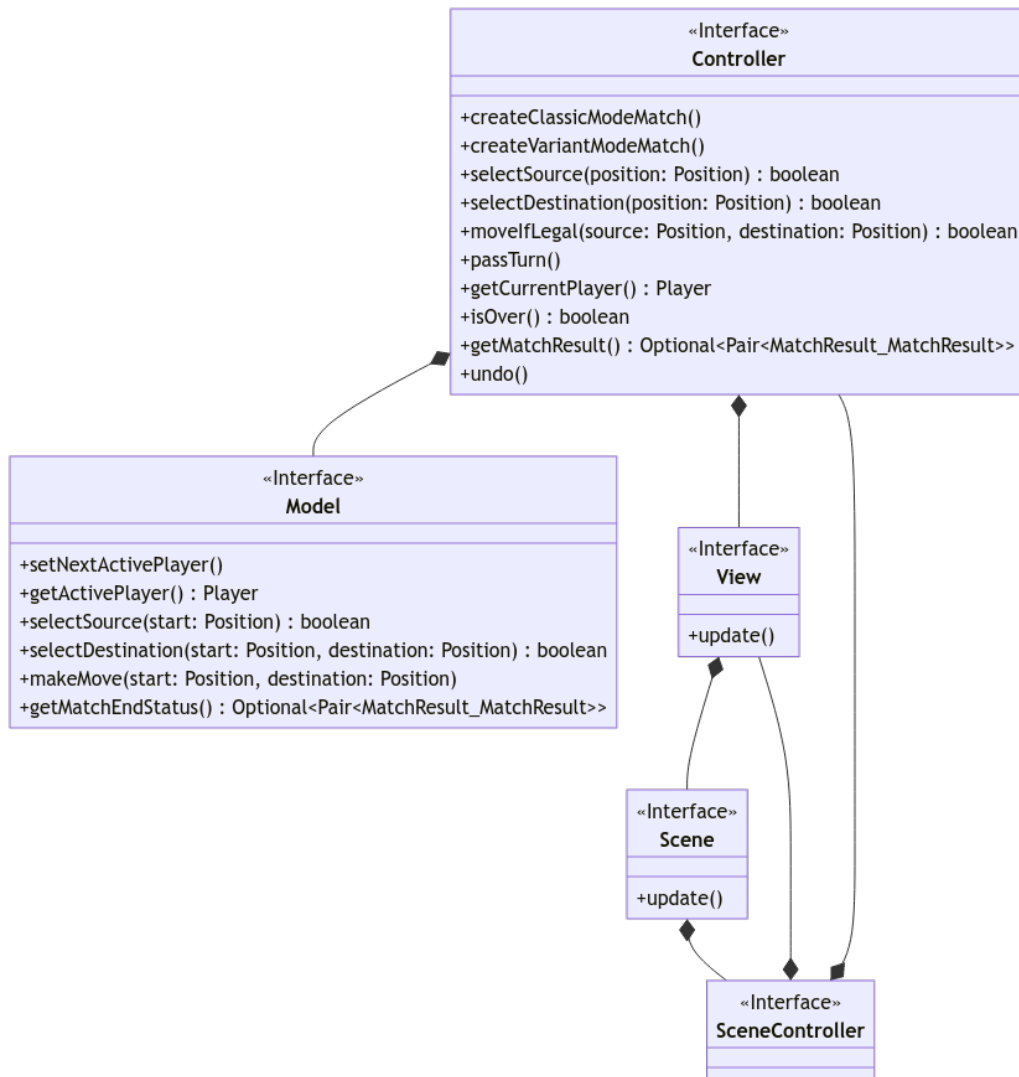 «Interface»
Controller
+createClassicModeMatch()
+createVariantModeMatch()
+selectSource(position: Position) : boolean
+selectDestination(position: Position) : boolean
+moveIfLegal(source: Position, destination: Position) : boolean
+passTurn()
+getCurrentPlayer() : Player
+isOver() : boolean
+getMatchResult() : Optional<Pair<MatchResult_MatchResult>>
+undo()
«Interface»
Model
+setNextActivePlayer()
+getActivePlayer() : Player
+selectSource(start: Position) : boolean
+selectDestination(start: Position, destination: Position) : boolean
+makeMove(start: Position, destination: Position)
+getMatchEndStatus() : Optional<Pair<MatchResult_MatchResult>>
«Interface»
View
+update()
«Interface»
Scene
+update()
«Interface»
SceneController